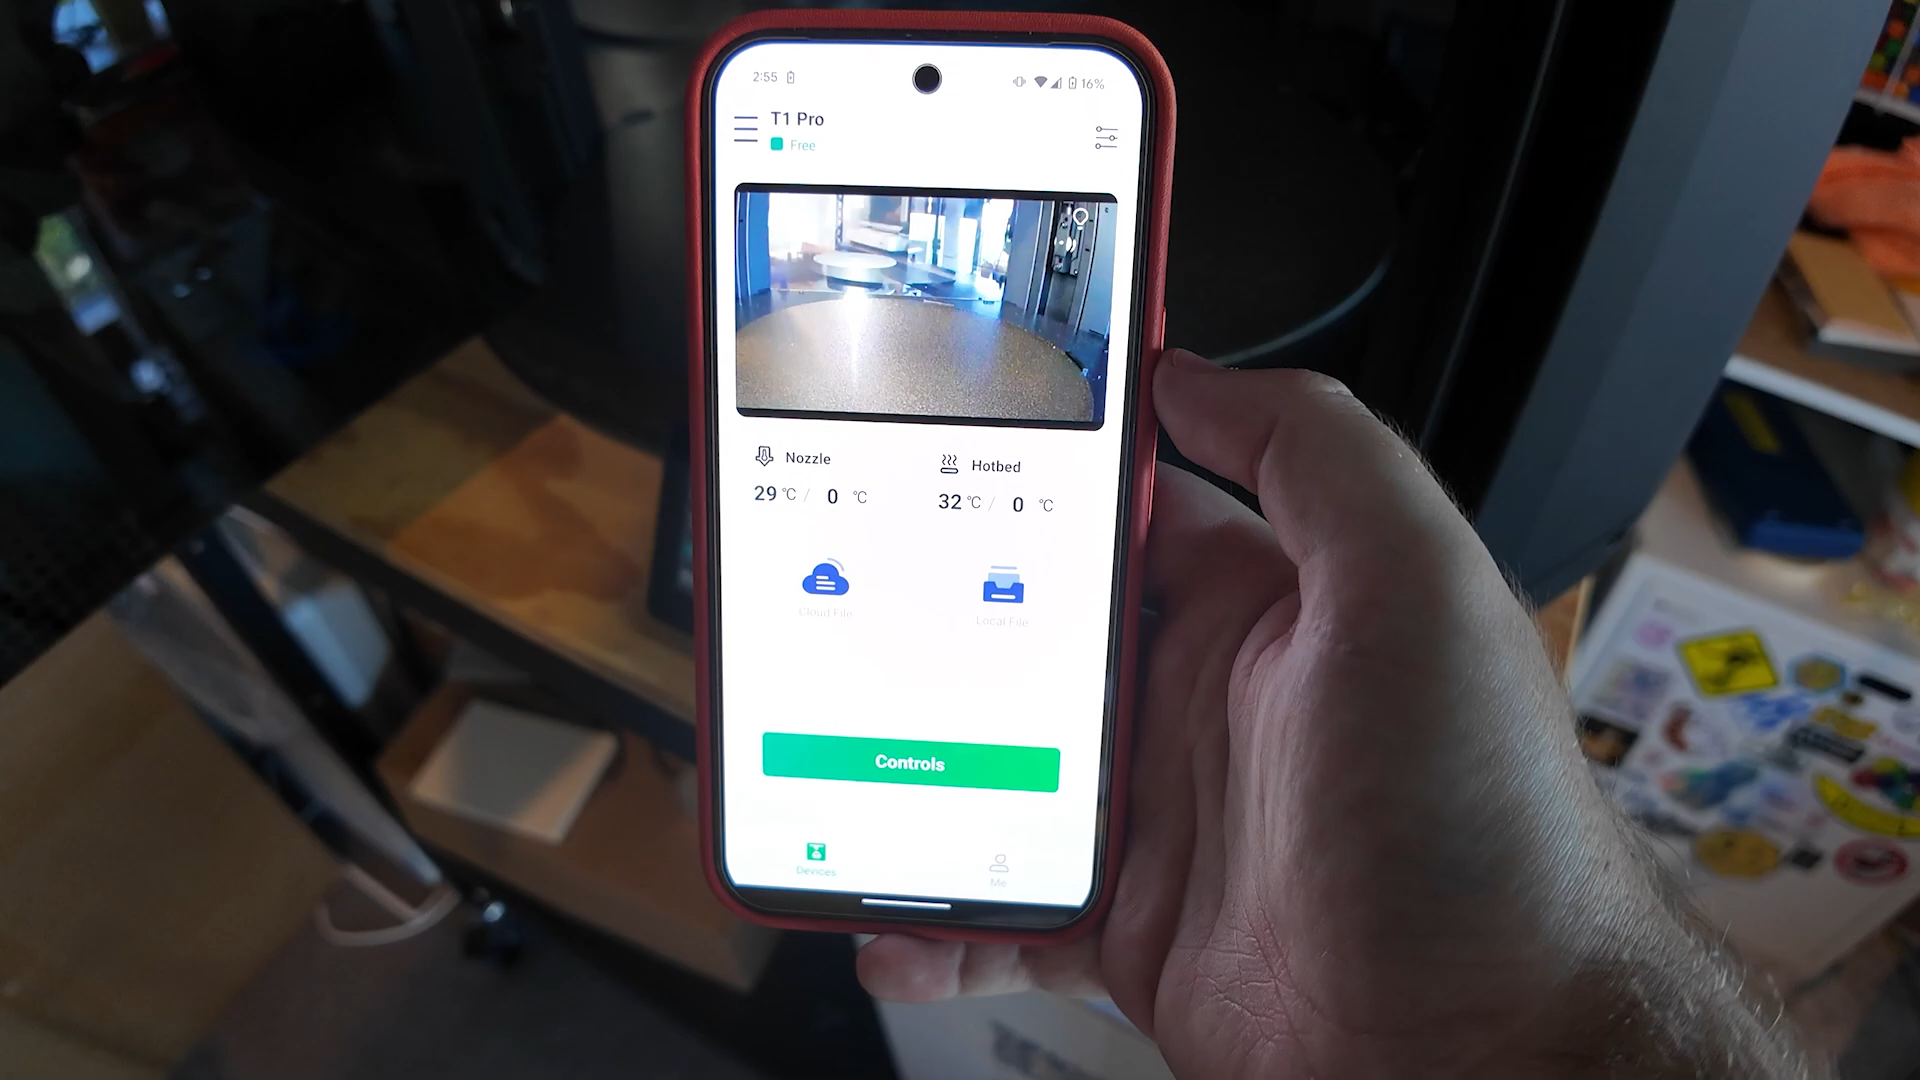 2:55
16%
T1 Pro
Free
Nozzle
29 °C / 0 °C
Hotbed
32 °C / 0 °C
Cloud File
Local File
Controls
Devices
Me